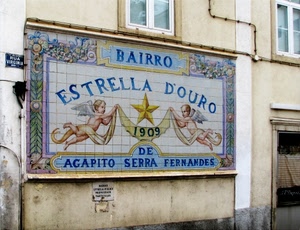 BAIRRO
ESTRELLA D'OURO
1909
DE
AGAPITO SERRA FERNANDES